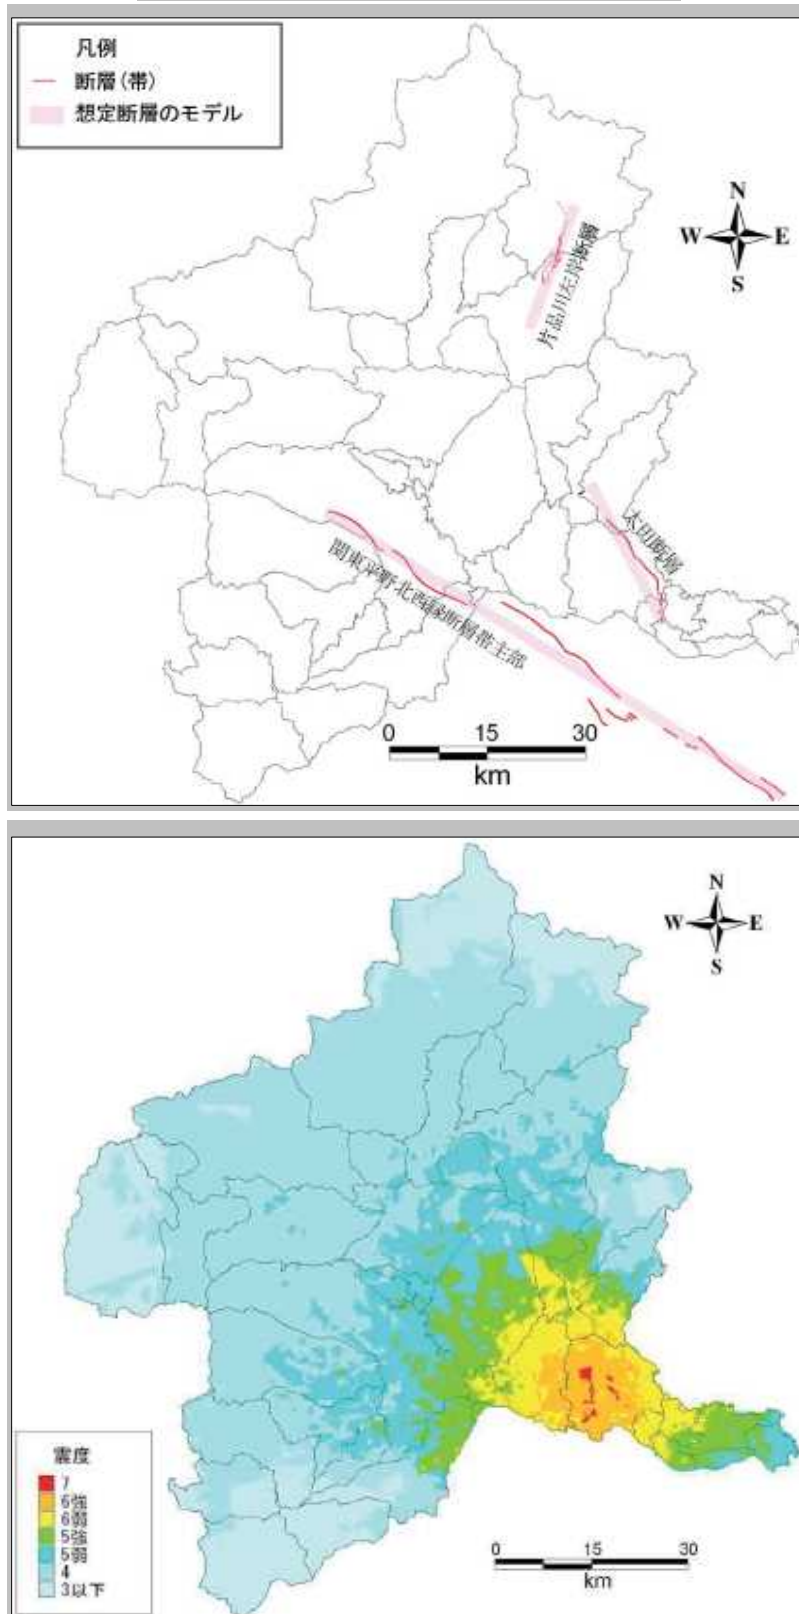 凡例
断層(帯)
想定断層のモデル
N
W E
S
片品川左岸断層
太田断層
関東平野北西縁断層帯主部
0 15 30
km
N
W E
S
震度
7
6強
6弱
5強
5弱
4
3以下
0 15 30
km